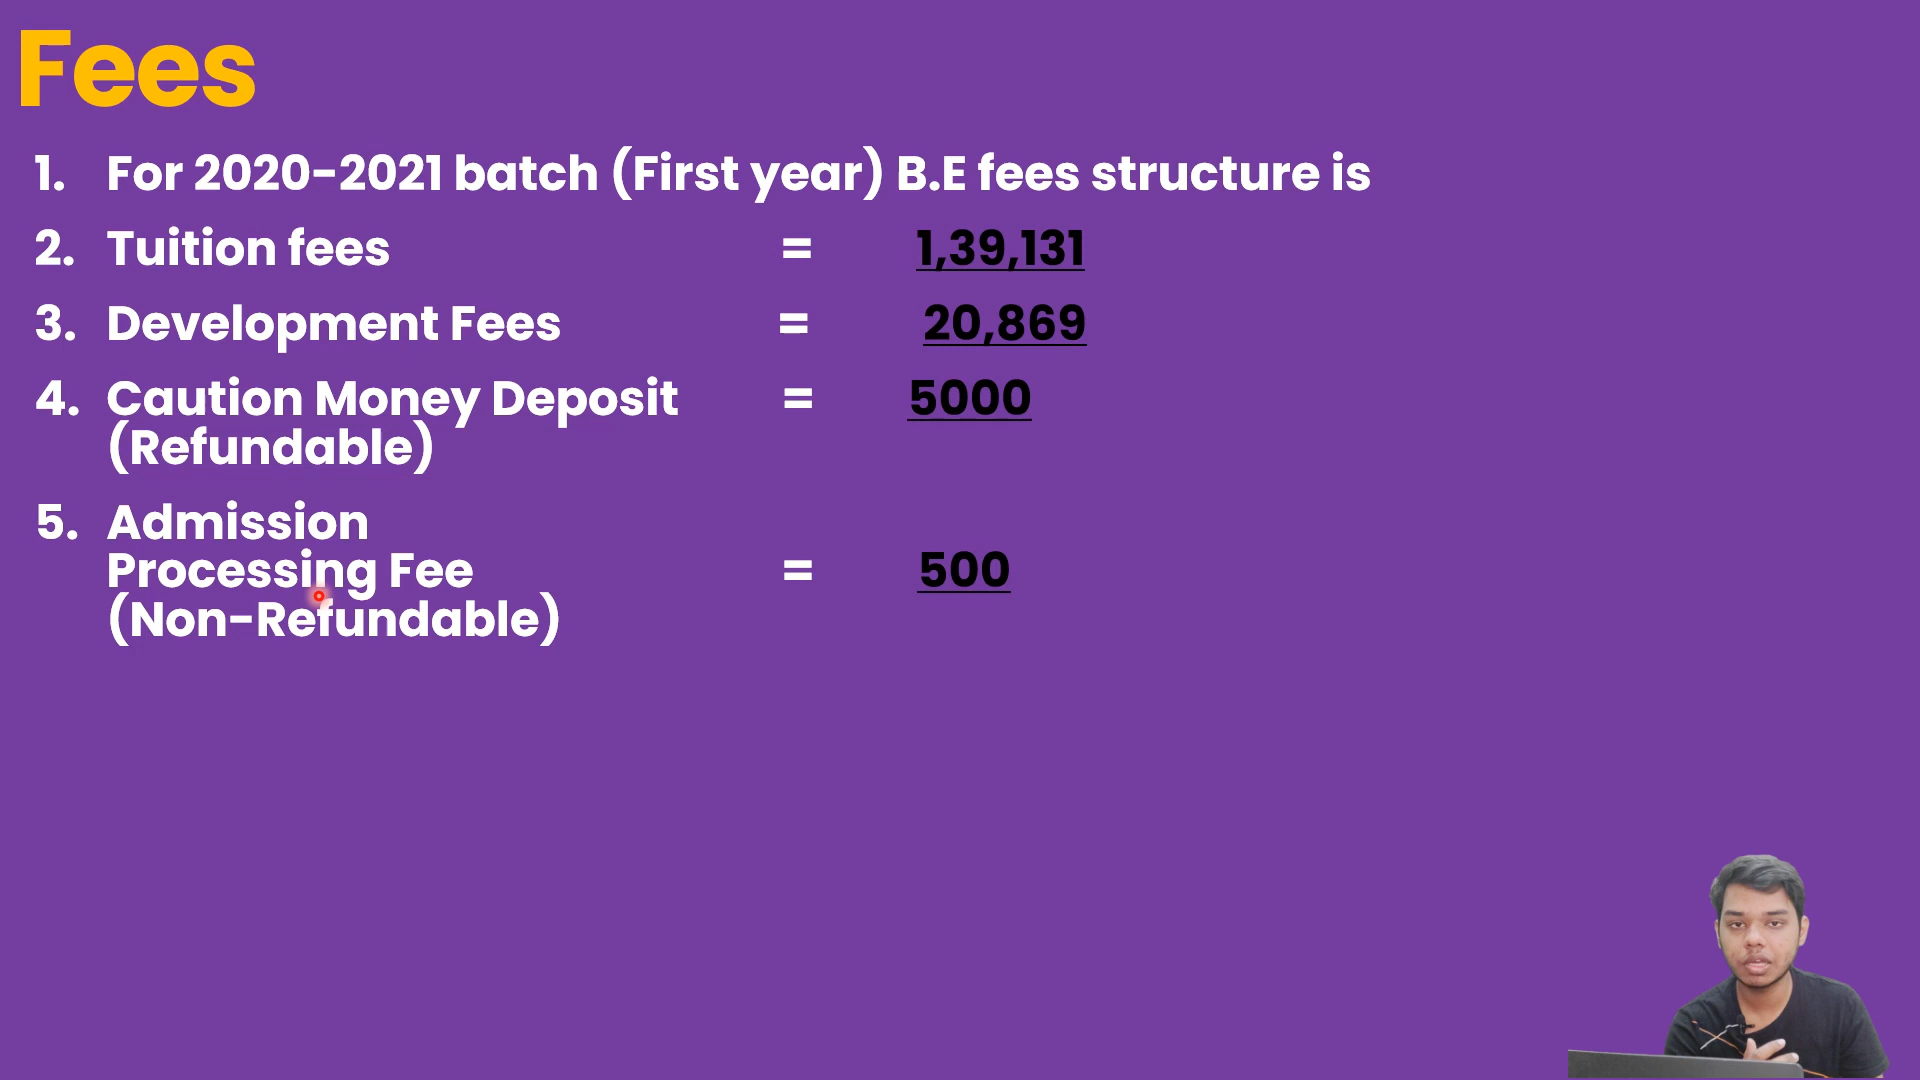 Fees
1. For 2020-2021 batch (First year) B.E fees structure is
2. Tuition fees = 1,39,131
3. Development Fees = 20,869
4. Caution Money Deposit = 5000
(Refundable)
5. Admission
Processing Fee = 500
(Non-Refundable)